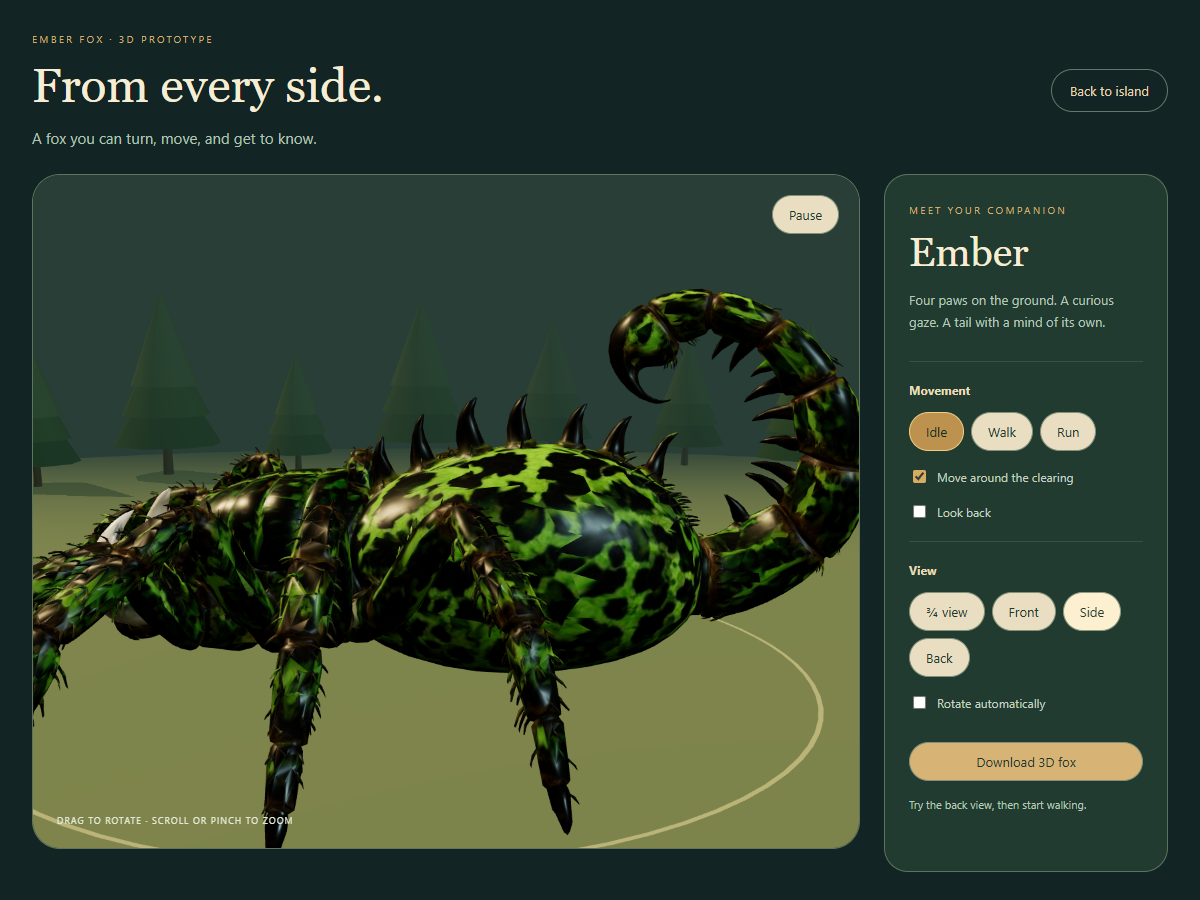 EMBER FOX · 3D PROTOTYPE
From every side.
A fox you can turn, move, and get to know.
Back to island
Pause
DRAG TO ROTATE · SCROLL OR PINCH TO ZOOM
MEET YOUR COMPANION
Ember
Four paws on the ground. A curious
gaze. A tail with a mind of its own.
Movement
Idle Walk Run
Move around the clearing
Look back
View
¾ view Front Side
Back
Rotate automatically
Download 3D fox
Try the back view, then start walking.